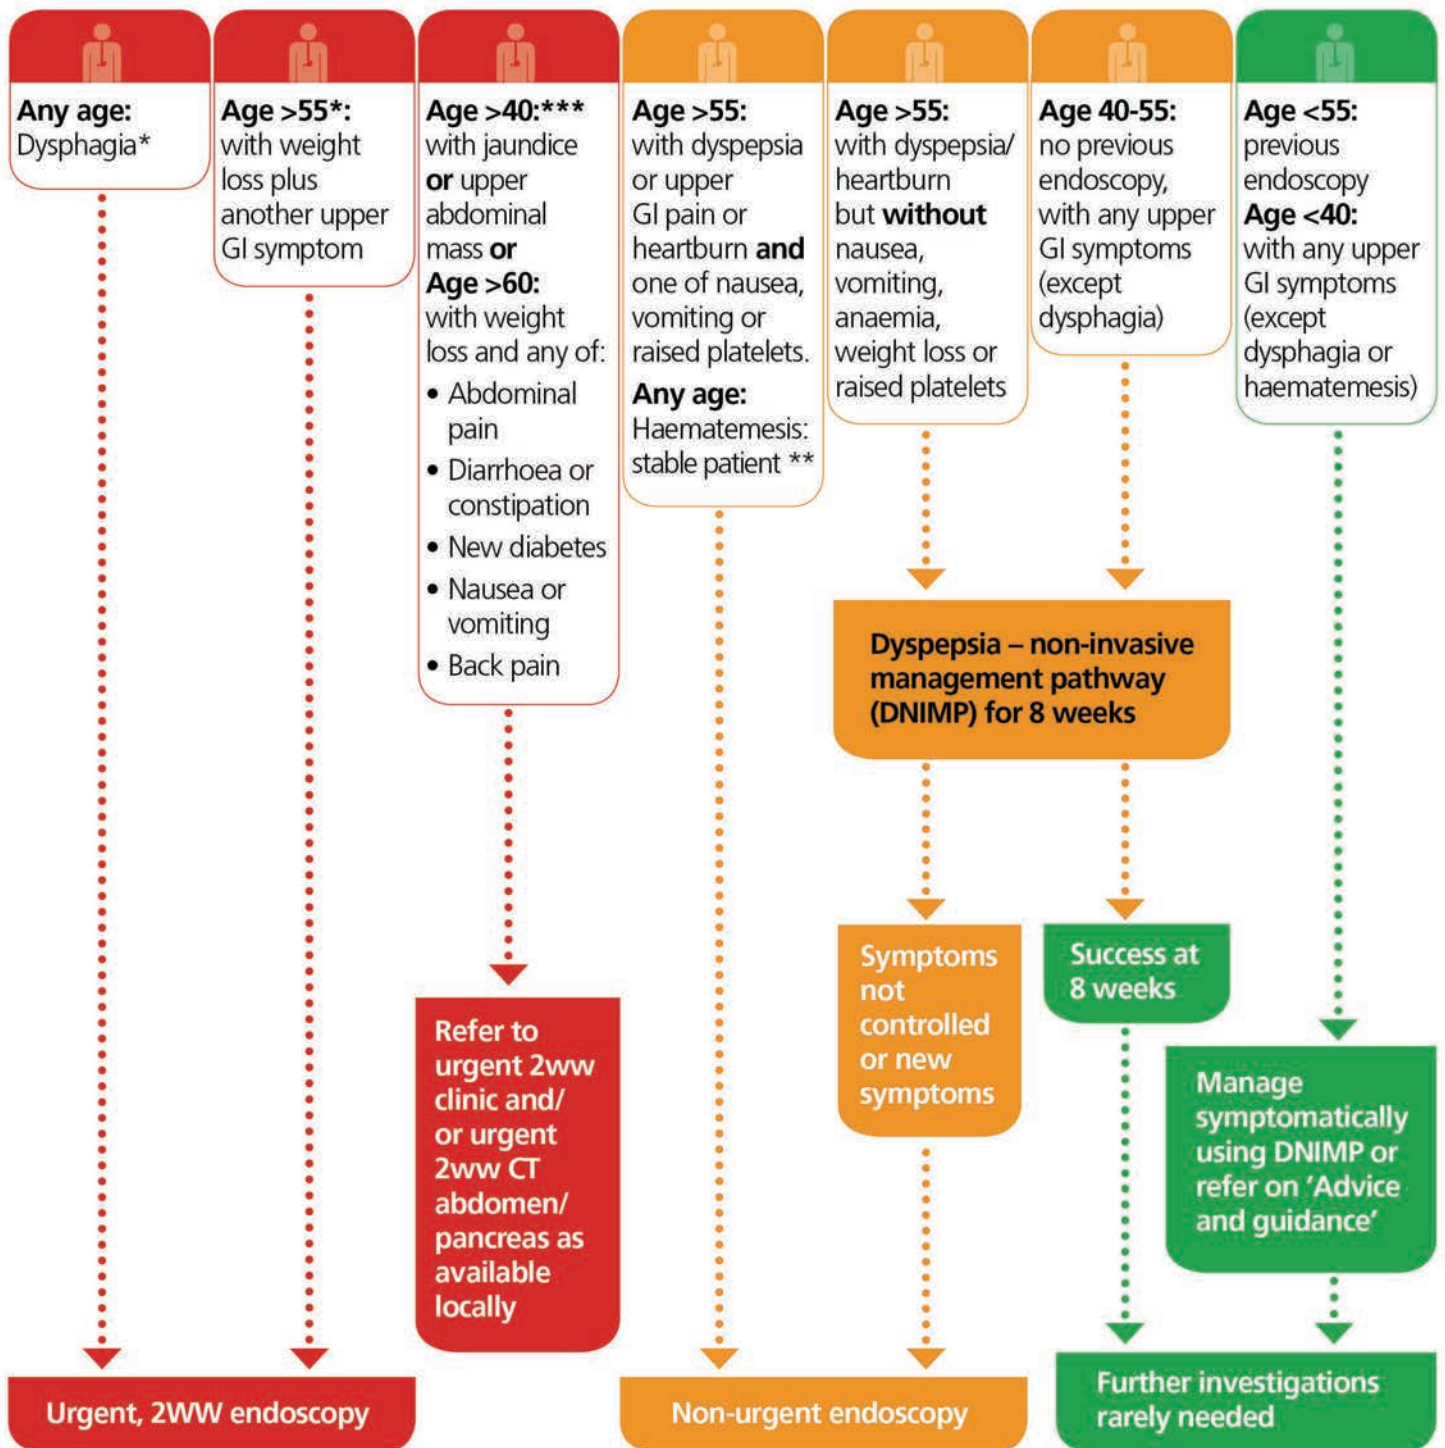 Any age:
Dysphagia*
Age >55*:
with weight
loss plus
another upper
GI symptom
Age >40:***
with jaundice
or upper
abdominal
mass or
Age >60:
with weight
loss and any of:
• Abdominal
pain
• Diarrhoea or
constipation
• New diabetes
• Nausea or
vomiting
• Back pain
Age >55:
with dyspepsia
or upper
GI pain or
heartburn and
one of nausea,
vomiting or
raised platelets.
Any age:
Haematemesis:
stable patient **
Age >55:
with dyspepsia/
heartburn
but without
nausea,
vomiting,
anaemia,
weight loss or
raised platelets
Age 40-55:
no previous
endoscopy,
with any upper
GI symptoms
(except
dysphagia)
Age <55:
previous
endoscopy
Age <40:
with any upper
GI symptoms
(except
dysphagia or
haematemesis)
Dyspepsia – non-invasive
management pathway
(DNIMP) for 8 weeks
Symptoms
not
controlled
or new
symptoms
Success at
8 weeks
Refer to
urgent 2ww
clinic and/
or urgent
2ww CT
abdomen/
pancreas as
available
locally
Manage
symptomatically
using DNIMP or
refer on ‘Advice
and guidance’
Urgent, 2WW endoscopy
Non-urgent endoscopy
Further investigations
rarely needed